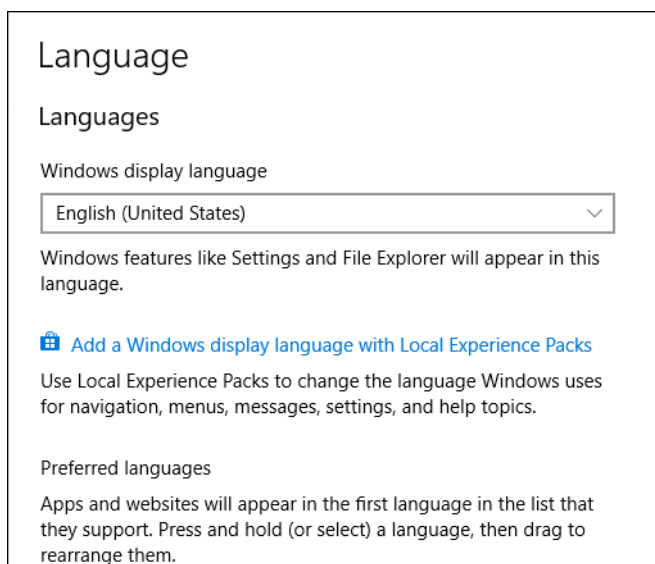 Language
Languages
Windows display language
English (United States)
Windows features like Settings and File Explorer will appear in this
language.
Add a Windows display language with Local Experience Packs
Use Local Experience Packs to change the language Windows uses
for navigation, menus, messages, settings, and help topics.
Preferred languages
Apps and websites will appear in the first language in the list that
they support. Press and hold (or select) a language, then drag to
rearrange them.